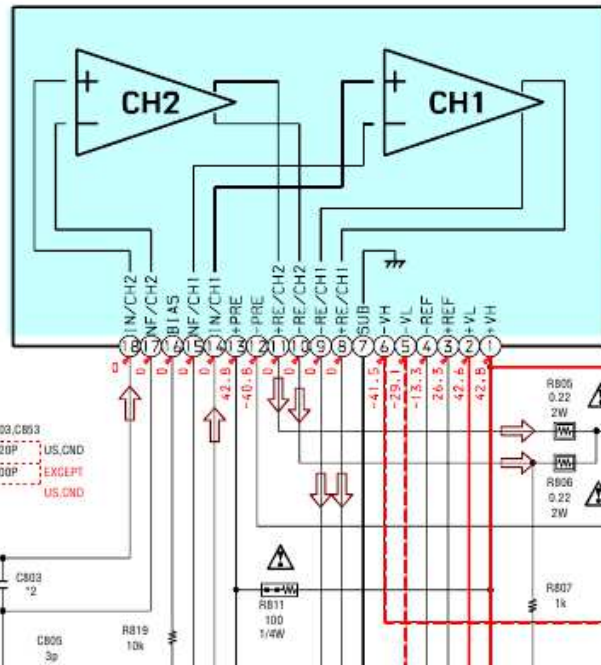 CH2
CH1
+
−
+
−
IN/CH2
NF/CH2
BIAS
NF/CH1
IN/CH1
+PRE
-PRE
+RE/CH2
-RE/CH2
-RE/CH1
+RE/CH1
SUB
-VH
-VL
-REF
+REF
+VL
+VH
18 17 16 15 14 13 12 11 10 9 8 7 6 5 4 3 2 1
0
0
0
0
0
42.8
-40.8
0
0
0
0
-41.5
-29.1
-13.3
26.3
42.6
42.8
R805
0.22
2W
03,C853
20P US,CND
00P EXCEPT
US,CND
R806
0.22
2W
C803
*2
R811
100
1/4W
R807
1k
C805
3p
R819
10k